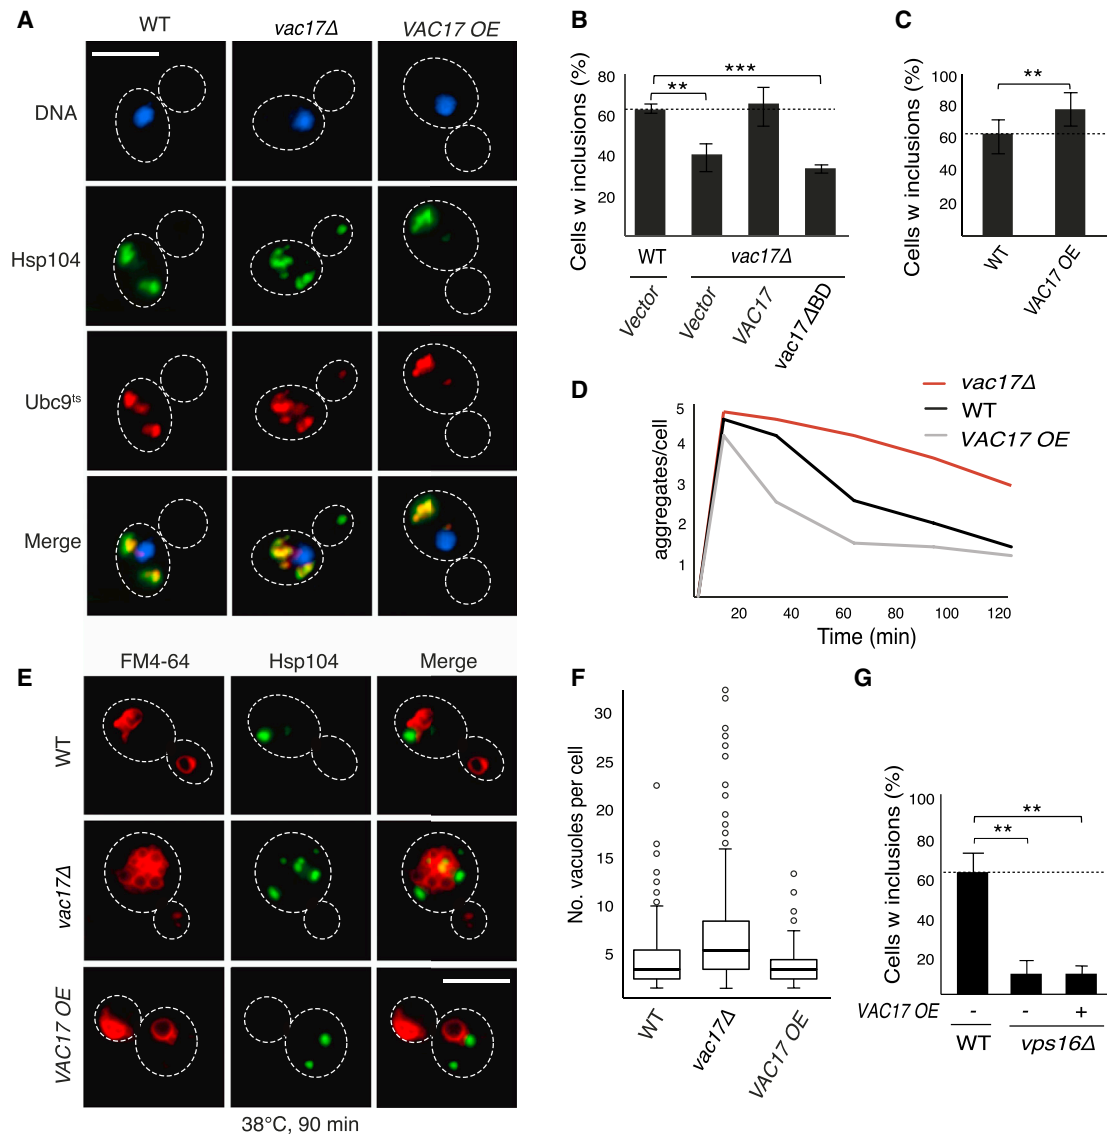 A
WT
vac17Δ
VAC17 OE
DNA
Hsp104
Ubc9ts
Merge
B
Cells w inclusions (%)
80
60
40
20
**
***
WT
vac17Δ
Vector
Vector
VAC17
vac17ΔBD
C
Cells w inclusions (%)
100
80
60
40
20
**
WT
VAC17 OE
D
vac17Δ
WT
VAC17 OE
aggregates/cell
5
4
3
2
1
20 40 60 80 100 120
Time (min)
E
FM4-64
Hsp104
Merge
WT
vac17Δ
VAC17 OE
38°C, 90 min
F
No. vacuoles per cell
30
25
20
15
10
5
WT
vac17Δ
VAC17 OE
G
Cells w inclusions (%)
100
80
60
40
20
**
**
VAC17 OE - - +
WT vps16Δ